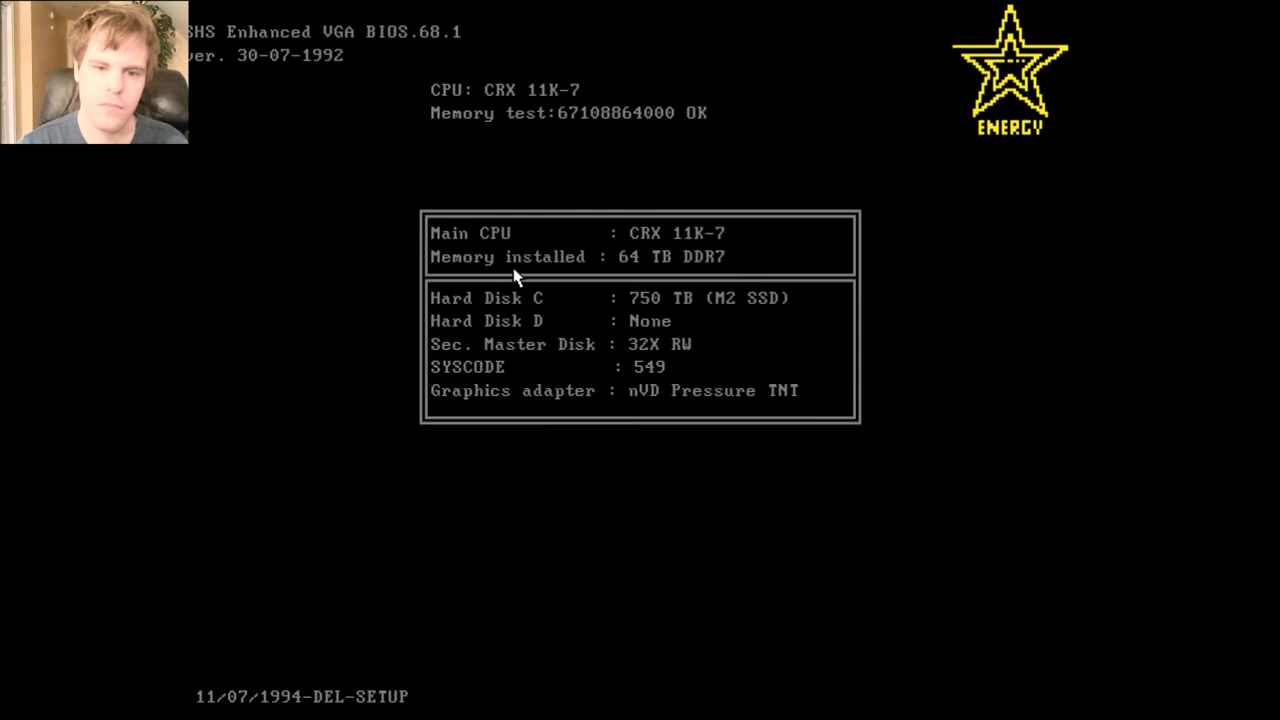 SHS Enhanced VGA BIOS.68.1
ver. 30-07-1992
CPU: CRX 11K-7
Memory test:67108864000 OK
ENERGY
Main CPU : CRX 11K-7
Memory installed : 64 TB DDR7
Hard Disk C : 750 TB (M2 SSD)
Hard Disk D : None
Sec. Master Disk : 32X RW
SYSCODE : 549
Graphics adapter : nVD Pressure TNT
11/07/1994-DEL-SETUP